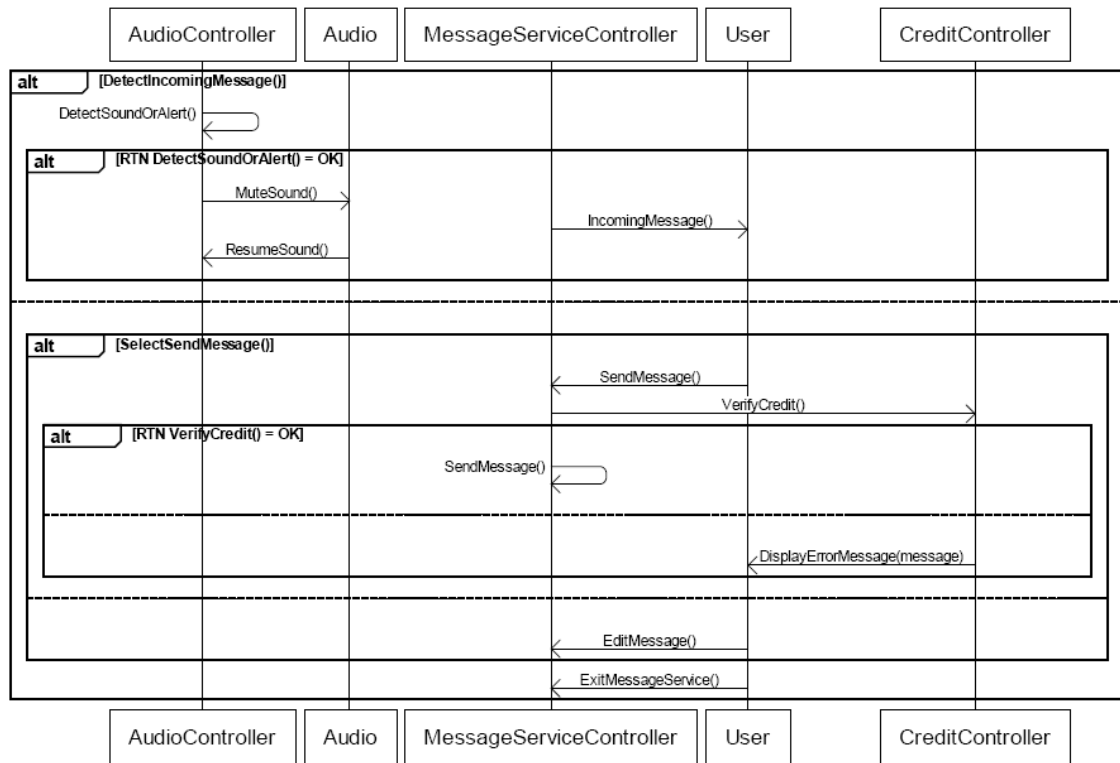 AudioController Audio MessageServiceController User CreditController
alt [DetectIncomingMessage()]
DetectSoundOrAlert()
alt [RTN DetectSoundOrAlert() = OK]
MuteSound()
IncomingMessage()
ResumeSound()
alt [SelectSendMessage()]
SendMessage()
VerifyCredit()
alt [RTN VerifyCredit() = OK]
SendMessage()
DisplayErrorMessage(message)
EditMessage()
ExitMessageService()
AudioController Audio MessageServiceController User CreditController